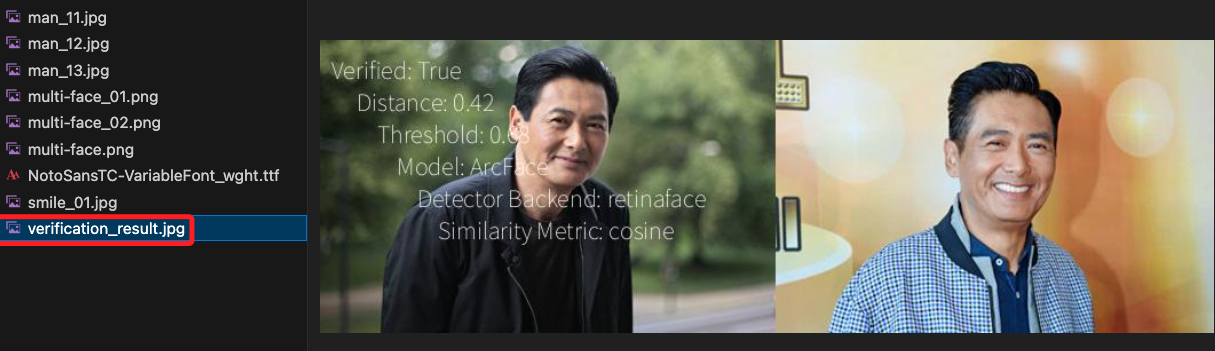 man_11.jpg
man_12.jpg
man_13.jpg
multi-face_01.png
multi-face_02.png
multi-face.png
NotoSansTC-VariableFont_wght.ttf
smile_01.jpg
verification_result.jpg
Verified: True
Distance: 0.42
Threshold: 0.68
Model: ArcFace
Detector Backend: retinaface
Similarity Metric: cosine